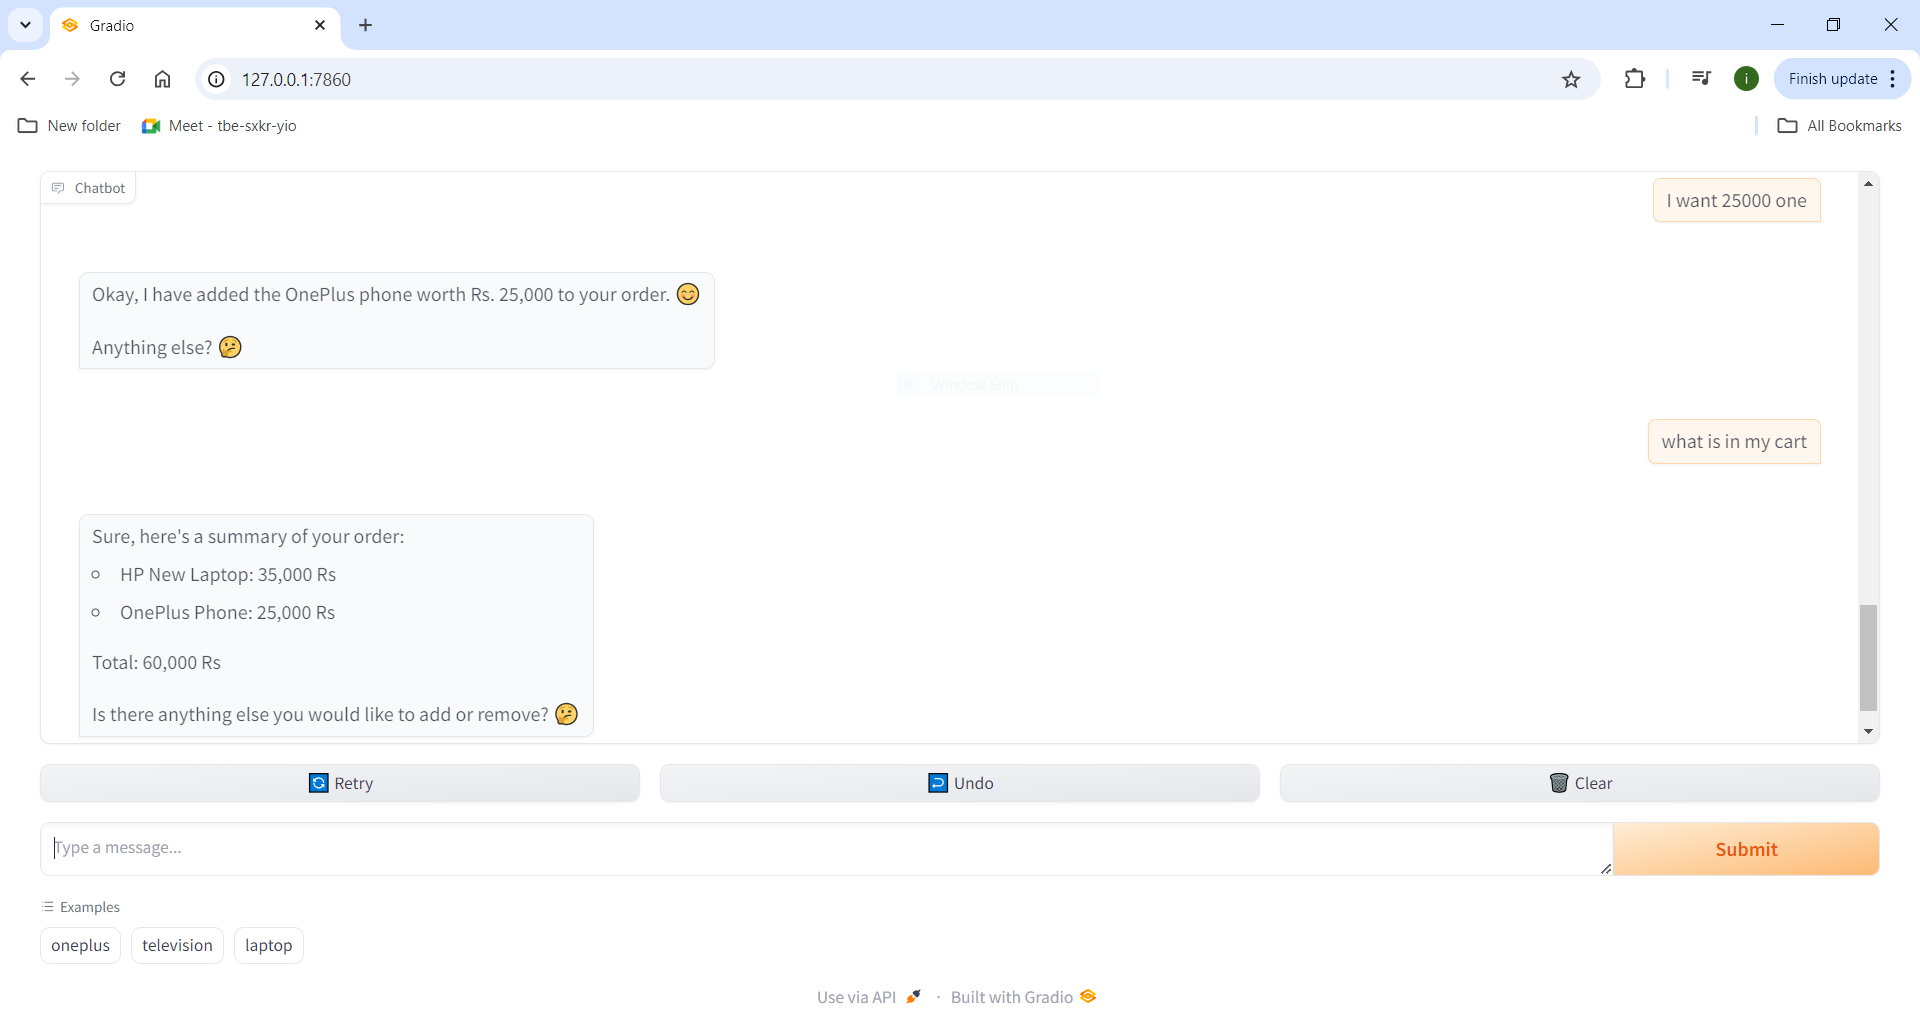 Gradio
127.0.0.1:7860
Finish update
i
New folder
Meet - tbe-sxkr-yio
All Bookmarks
Chatbot
I want 25000 one
Okay, I have added the OnePlus phone worth Rs. 25,000 to your order. 😊
Anything else? 🤔
Window Snip
what is in my cart
Sure, here's a summary of your order:
HP New Laptop: 35,000 Rs
OnePlus Phone: 25,000 Rs
Total: 60,000 Rs
Is there anything else you would like to add or remove? 🤔
Retry
Undo
Clear
Type a message...
Submit
Examples
oneplus
television
laptop
Use via API · Built with Gradio